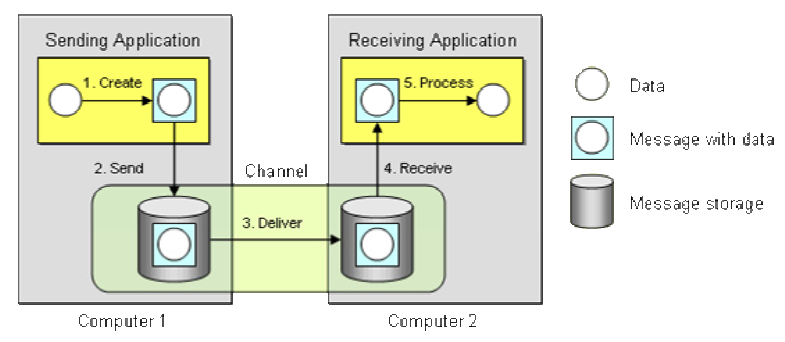 Sending Application
Receiving Application
1. Create
5. Process
Data
Message with data
2. Send
Channel
4. Receive
Message storage
3. Deliver
Computer 1
Computer 2